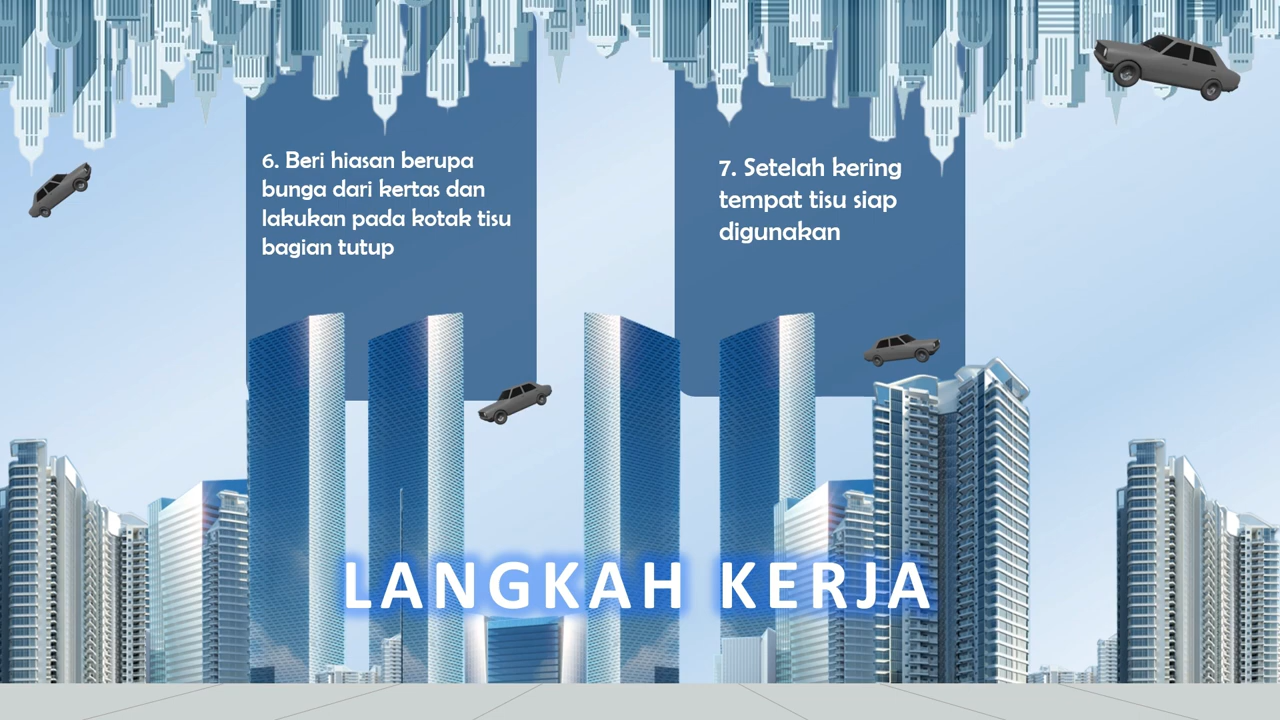 6. Beri hiasan berupa
bunga dari kertas dan
lakukan pada kotak tisu
bagian tutup
7. Setelah kering
tempat tisu siap
digunakan
LANGKAH KERJA